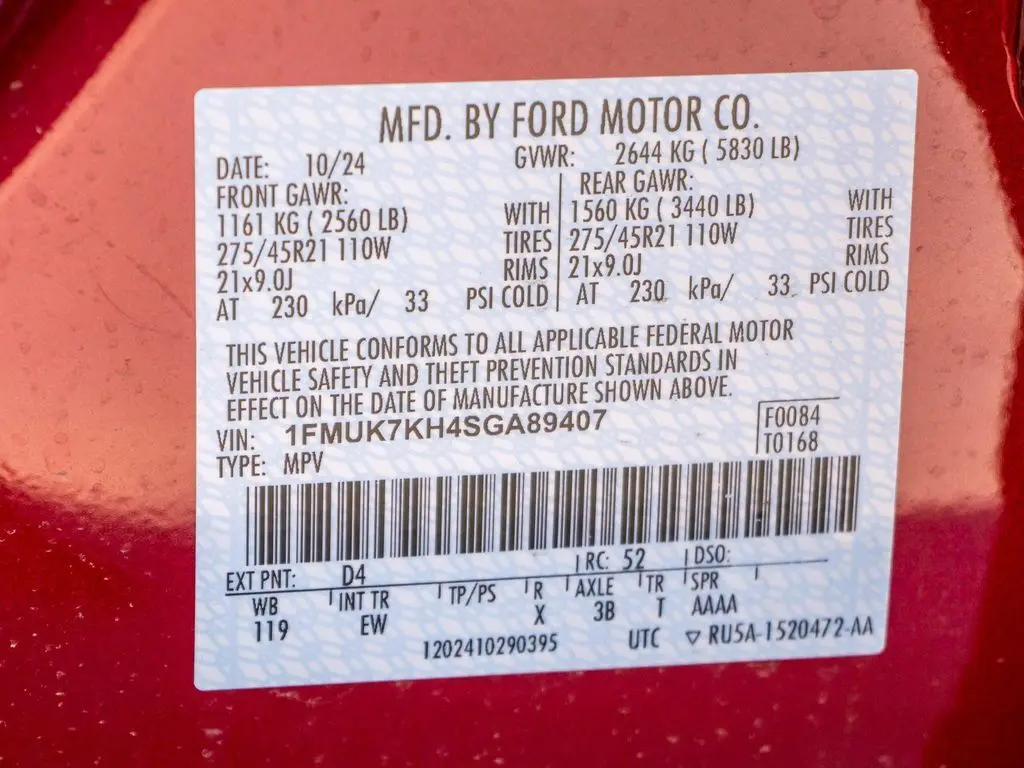 MFD. BY FORD MOTOR CO.
DATE: 10/24 GVWR: 2644 KG ( 5830 LB)
FRONT GAWR: REAR GAWR:
1161 KG ( 2560 LB) WITH 1560 KG ( 3440 LB) WITH
275/45R21 110W TIRES 275/45R21 110W TIRES
21x9.0J RIMS 21x9.0J RIMS
AT 230 kPa/ 33 PSI COLD AT 230 kPa/ 33 PSI COLD
THIS VEHICLE CONFORMS TO ALL APPLICABLE FEDERAL MOTOR
VEHICLE SAFETY AND THEFT PREVENTION STANDARDS IN
EFFECT ON THE DATE OF MANUFACTURE SHOWN ABOVE.
VIN: 1FMUK7KH4SGA89407 F0084
TYPE: MPV T0168
EXT PNT: D4 RC: 52 DSO:
WB INT TR TP/PS R AXLE TR SPR
119 EW X 3B T AAAA
1202410290395 UTC ▽ RU5A-1520472-AA